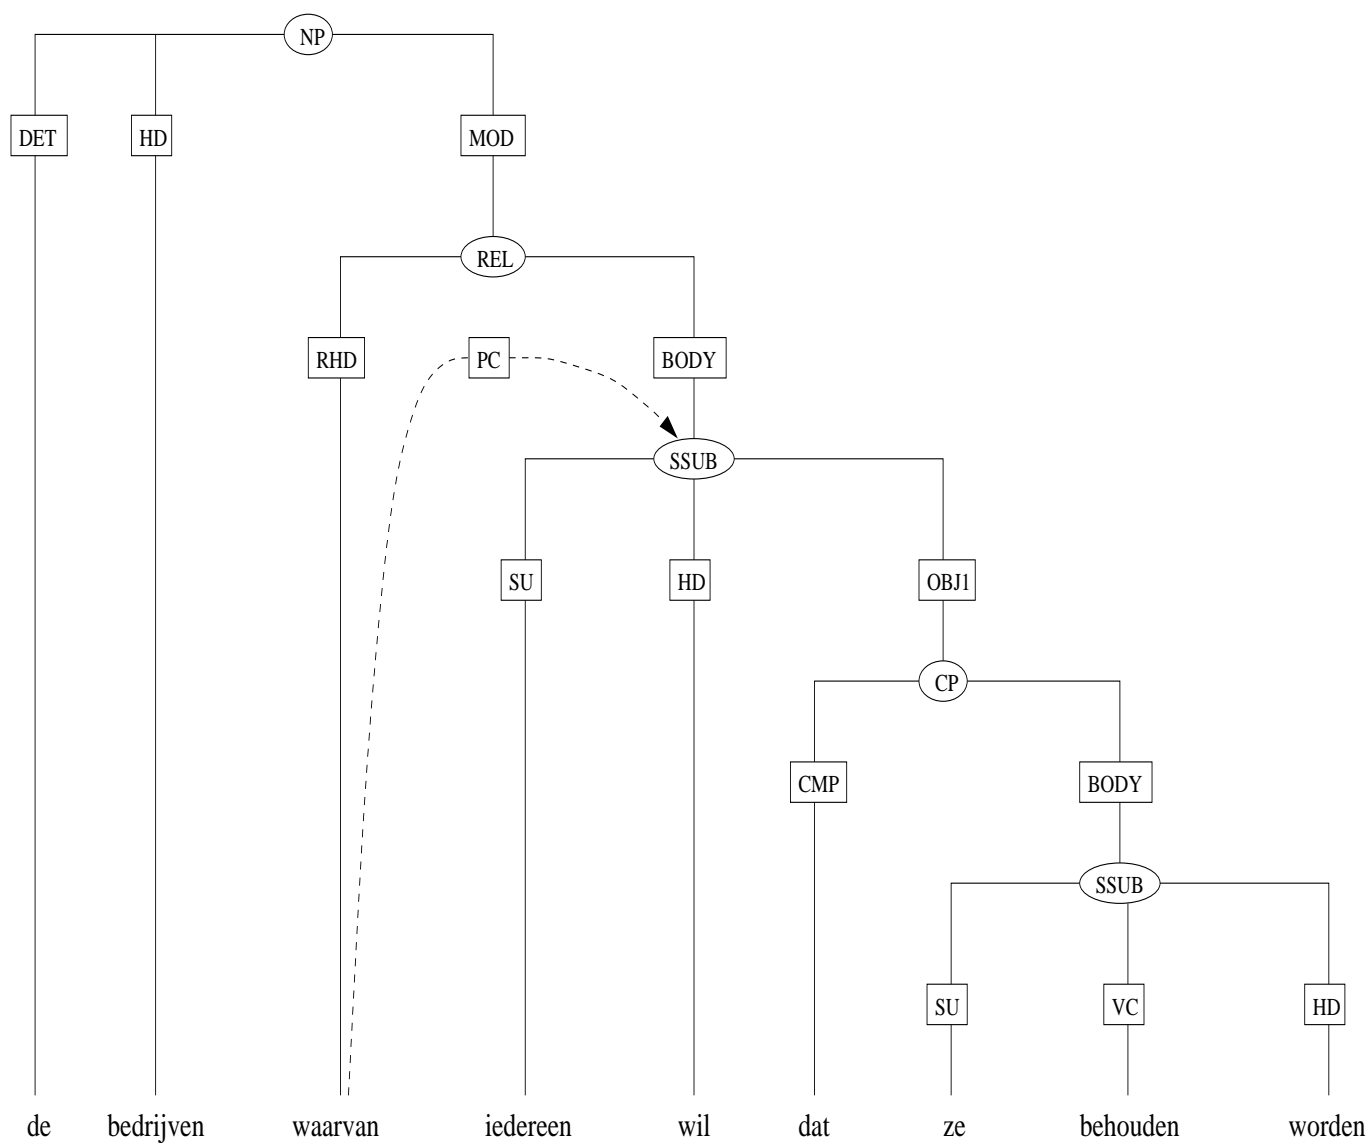 NP
DET HD MOD
REL
RHD PC BODY
SSUB
SU HD OBJ1
CP
CMP BODY
SSUB
SU VC HD
de bedrijven waarvan iedereen wil dat ze behouden worden